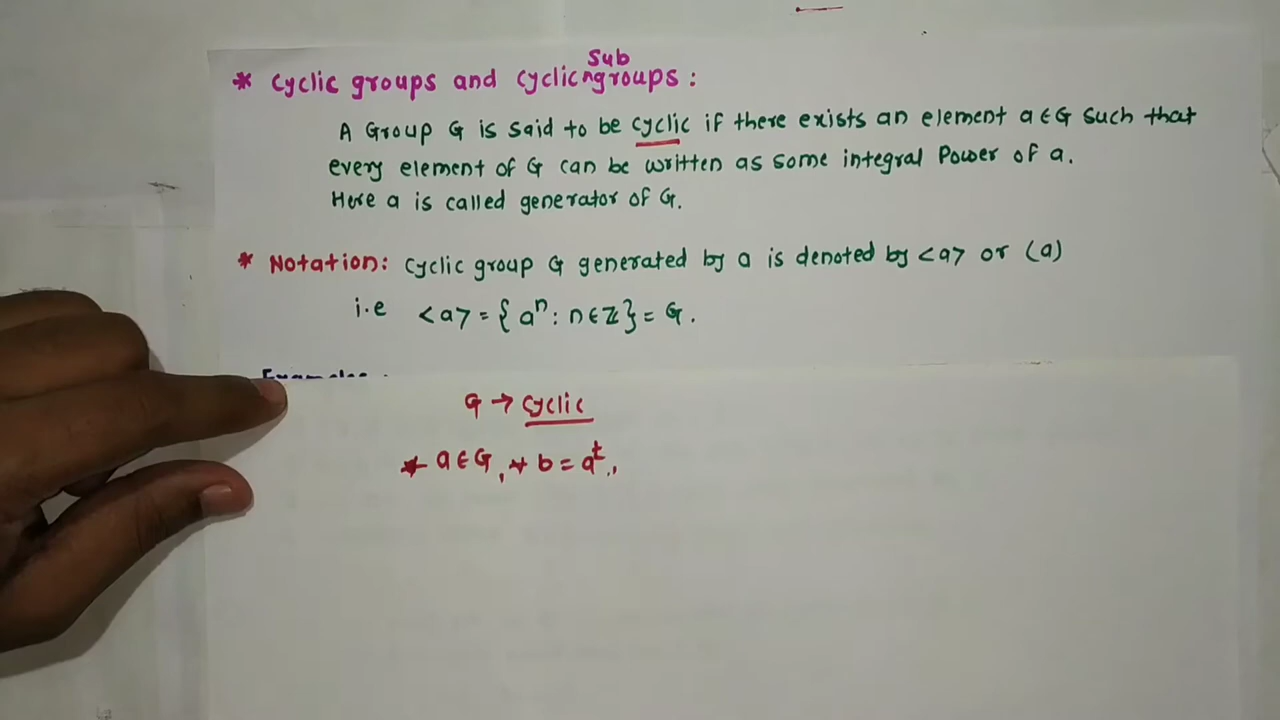 * Cyclic groups and cyclic sub groups :
A Group G is said to be cyclic if there exists an element a ∈ G such that
every element of G can be written as some integral Power of a.
Here a is called generator of G.
* Notation: cyclic group G generated by a is denoted by <a> or (a)
i.e <a> = { aⁿ : n ∈ ℤ } = G.
Examples :
G → cyclic
* a ∈ G, * b = aᵗ.,